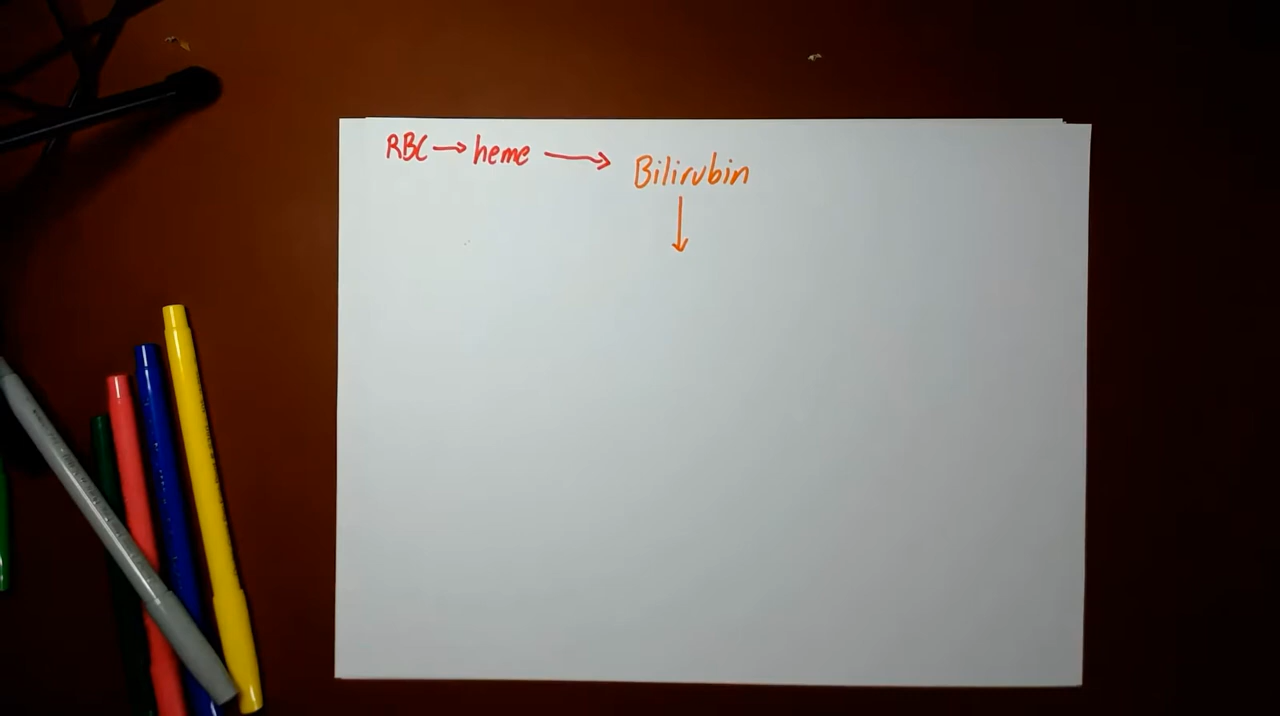 RBC → heme → Bilirubin
↓